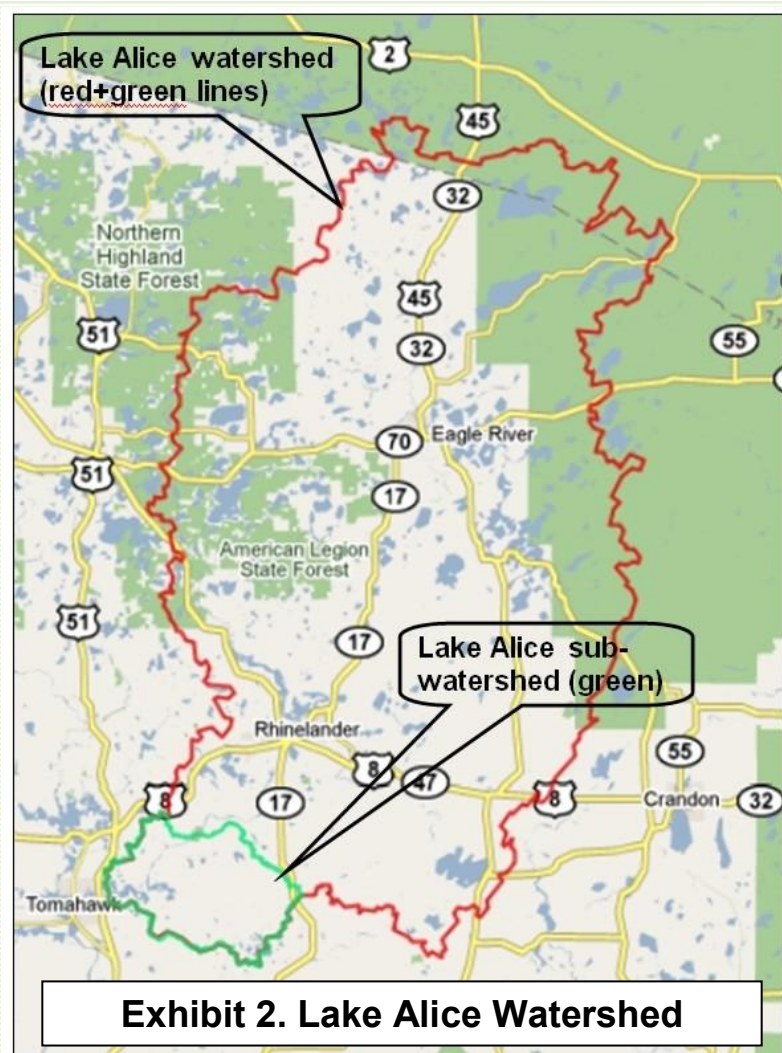 Lake Alice watershed
(red+green lines)
2
45
32
Northern
Highland
State Forest
45
51
32
55
70
Eagle River
51
17
American Legion
State Forest
51
17
Lake Alice sub-
watershed (green)
Rhinelander
55
8
47
8
17
8
Crandon
32
Tomahawk
Exhibit 2. Lake Alice Watershed